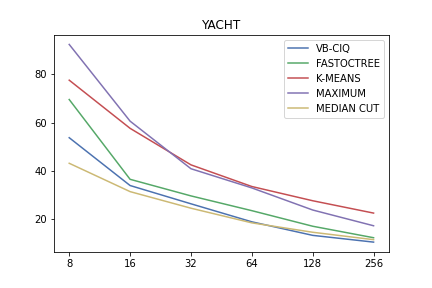 YACHT
VB-CIQ
FASTOCTREE
K-MEANS
MAXIMUM
MEDIAN CUT
80
60
40
20
8 16 32 64 128 256